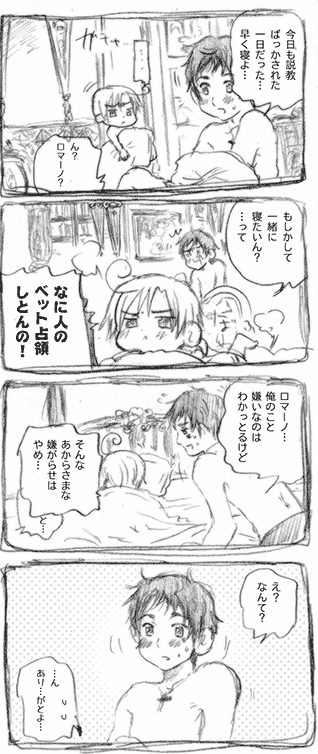 今日も説教
ばっかされた
一日だった…
早く寝よ…
ガチャ…
……
ん?
ロマーノ?
もしかして
一緒に
寝たいん?
…って
なに人の
ベット占領
しとんの!
ロマーノ…
俺のこと
嫌いなのは
わかっとるけど
そんな
あからさまな
嫌がらせは
やめ…
…と…
え?
なんて?
…ん
あり…がとよ…